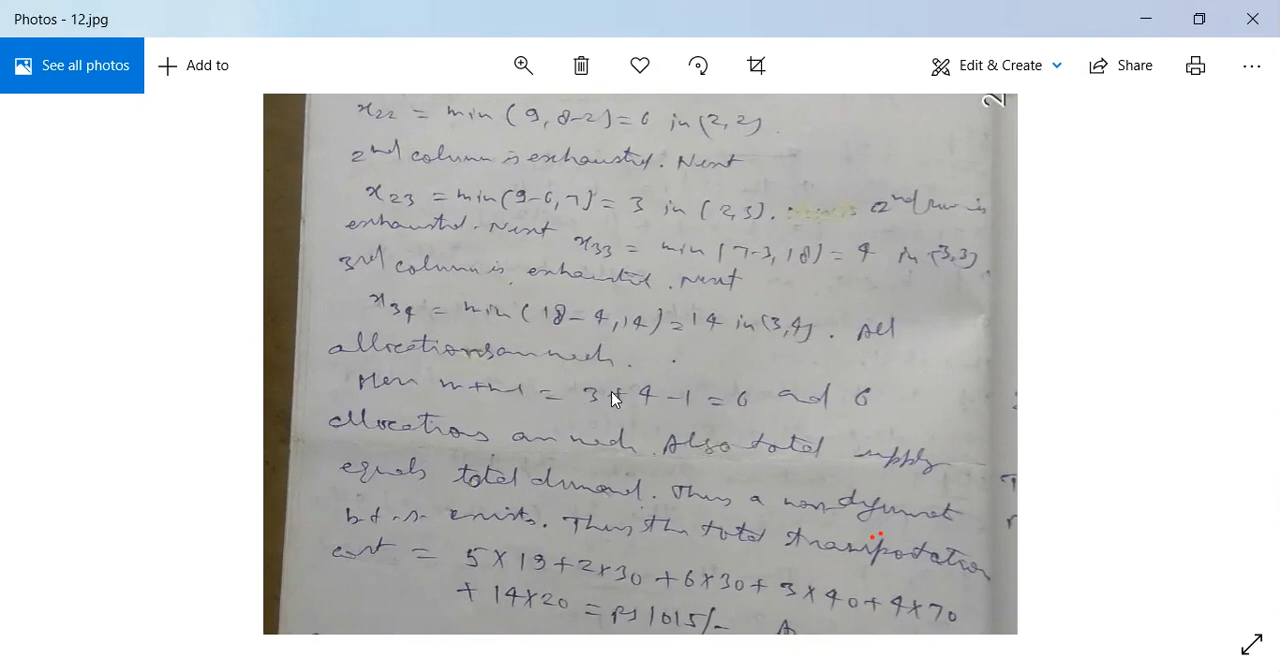 Photos - 12.jpg
See all photos
Add to
Edit & Create
Share
2
x22 = min (9, 8-2) = 6 in (2,2).
2nd column is exhausted. Next
x23 = min(9-6, 7) = 3 in (2,3). 2nd row is
exhausted. Next x33 = min (7-3, 18) = 4 in (3,3).
3rd column is exhausted. Next
x34 = min (18-4, 14) = 14 in (3,4). All
allocations are made.
Here m+n-1 = 3+4-1 = 6 and 6
allocations are made. Also total supply
equals total demand. Thus a non-degenerate
b.f.s. exists. Thus the total transportation
cost = 5×19+2×30+6×30+3×40+4×70
+ 14×20 = Rs 1015/-